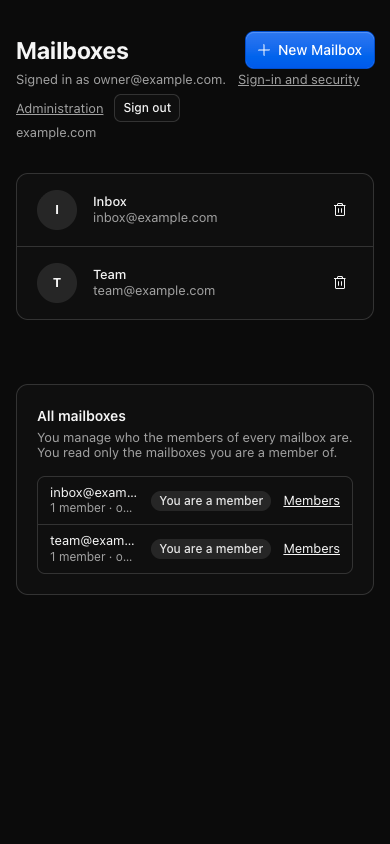 Mailboxes
New Mailbox
Signed in as owner@example.com. Sign-in and security
Administration Sign out
example.com
I
Inbox
inbox@example.com
T
Team
team@example.com
All mailboxes
You manage who the members of every mailbox are.
You read only the mailboxes you are a member of.
inbox@exam...
1 member · o...
You are a member
Members
team@exam...
1 member · o...
You are a member
Members